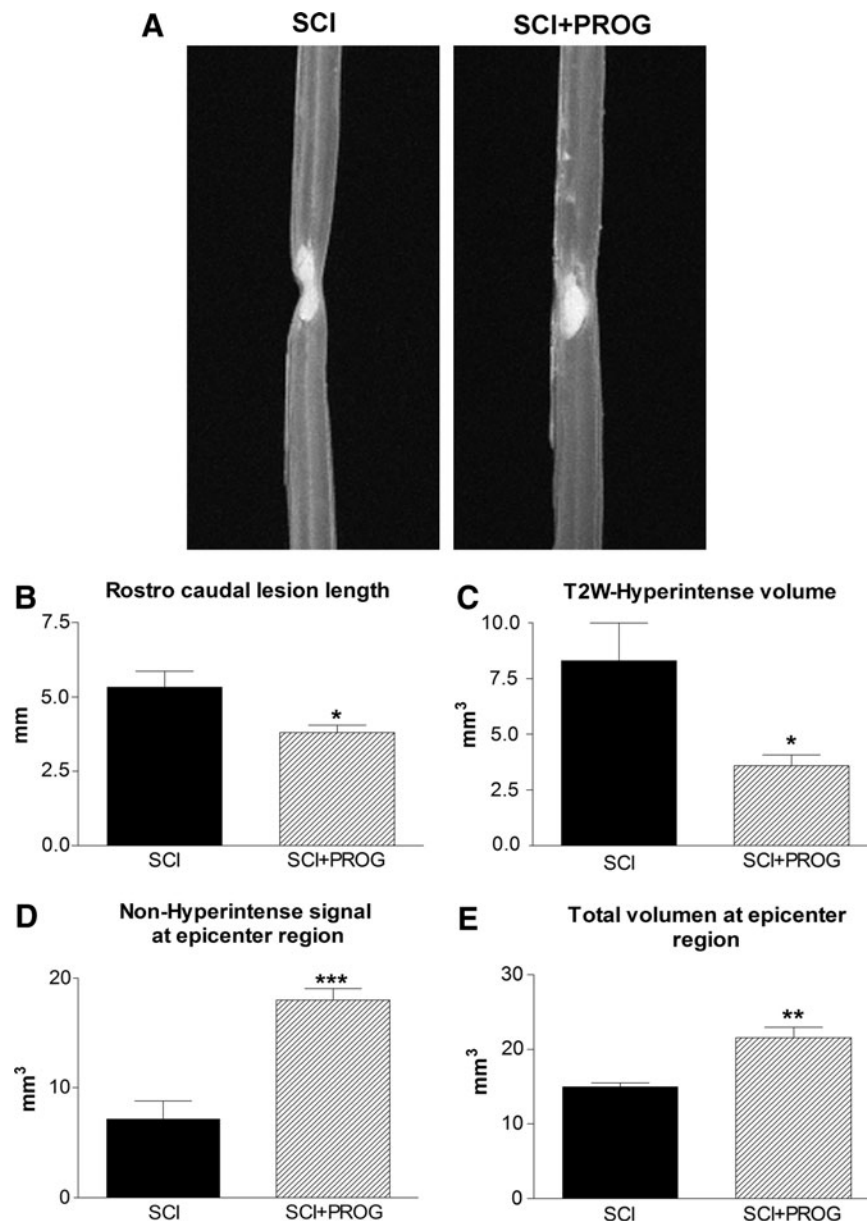 A
SCI
SCI+PROG
B
Rostro caudal lesion length
7.5
5.0
2.5
0.0
mm
*
SCI
SCI+PROG
C
T2W-Hyperintense volume
10.0
7.5
5.0
2.5
0.0
mm³
*
SCI
SCI+PROG
D
Non-Hyperintense signal
at epicenter region
20
10
0
mm³
***
SCI
SCI+PROG
E
Total volumen at epicenter
region
30
20
10
0
mm³
**
SCI
SCI+PROG